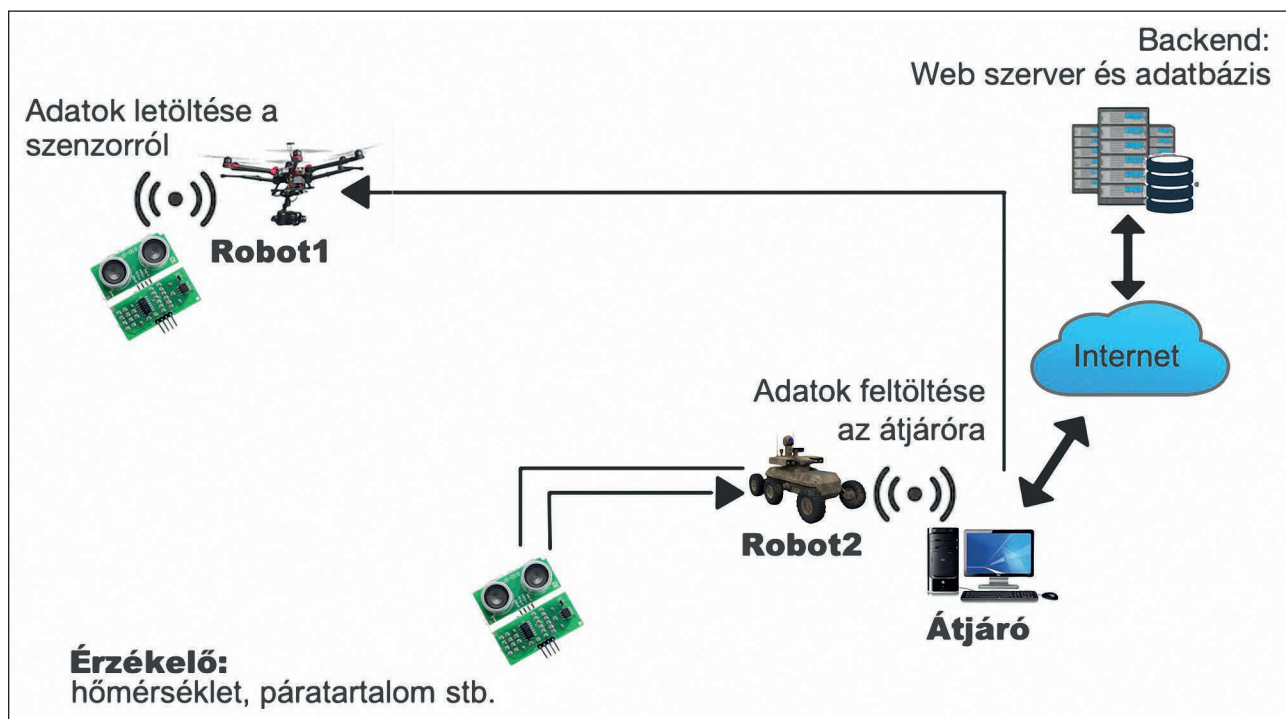 Backend:
Web szerver és adatbázis
Adatok letöltése a
szenzorról
Robot1
Internet
Adatok feltöltése
az átjáróra
Robot2
Átjáró
Érzékelő:
hőmérséklet, páratartalom stb.